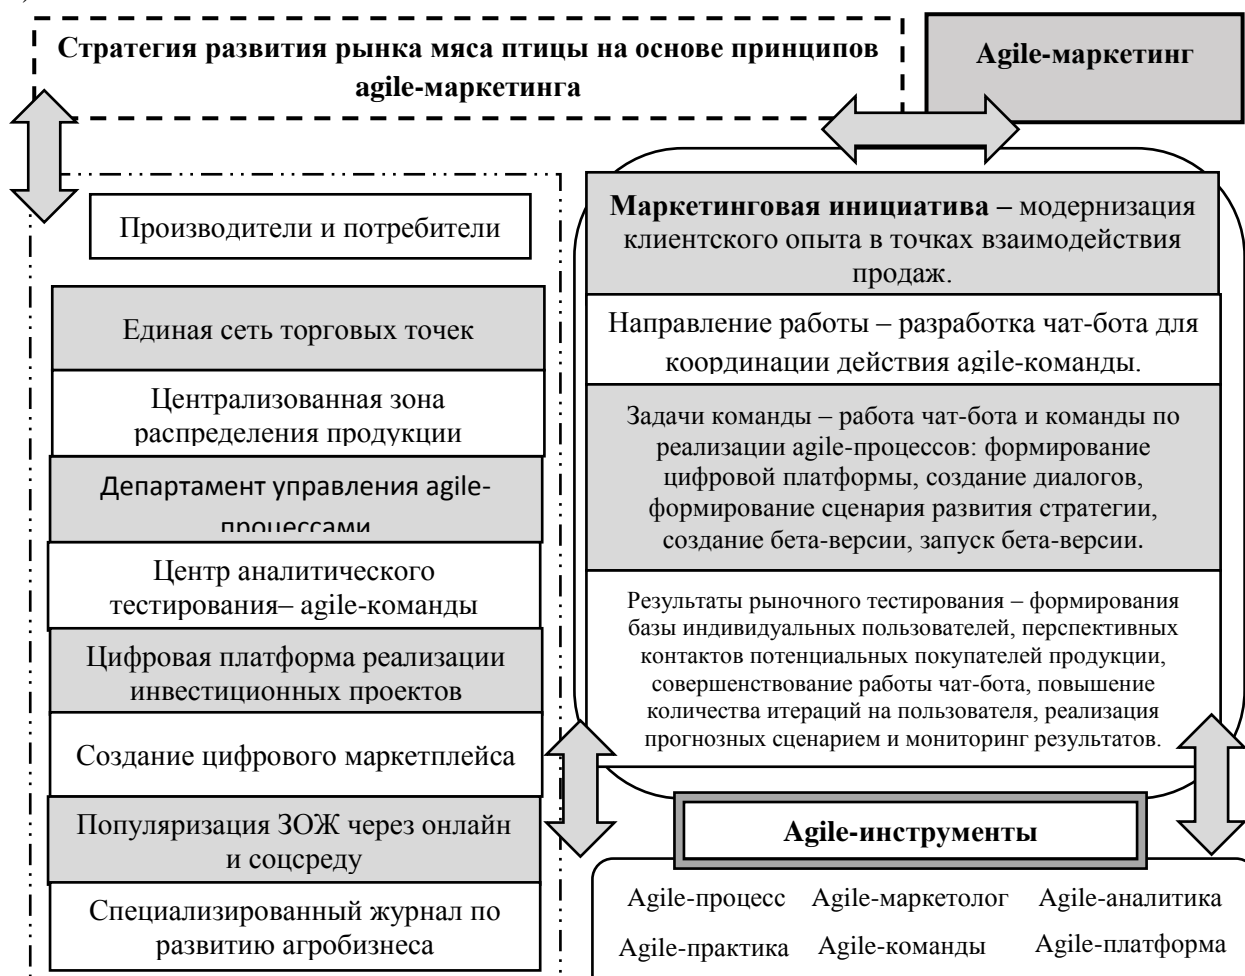 Стратегия развития рынка мяса птицы на основе принципов
agile-маркетинга
Agile-маркетинг
Производители и потребители
Единая сеть торговых точек
Централизованная зона
распределения продукции
Департамент управления agile-
процессами
Центр аналитического
тестирования– agile-команды
Цифровая платформа реализации
инвестиционных проектов
Создание цифрового маркетплейса
Популяризация ЗОЖ через онлайн
и соцсреду
Специализированный журнал по
развитию агробизнеса
Маркетинговая инициатива – модернизация
клиентского опыта в точках взаимодействия
продаж.
Направление работы – разработка чат-бота для
координации действия agile-команды.
Задачи команды – работа чат-бота и команды по
реализации agile-процессов: формирование
цифровой платформы, создание диалогов,
формирование сценария развития стратегии,
создание бета-версии, запуск бета-версии.
Результаты рыночного тестирования – формирования
базы индивидуальных пользователей, перспективных
контактов потенциальных покупателей продукции,
совершенствование работы чат-бота, повышение
количества итераций на пользователя, реализация
прогнозных сценарием и мониторинг результатов.
Agile-инструменты
Agile-процесс Agile-маркетолог Agile-аналитика
Agile-практика Agile-команды Agile-платформа